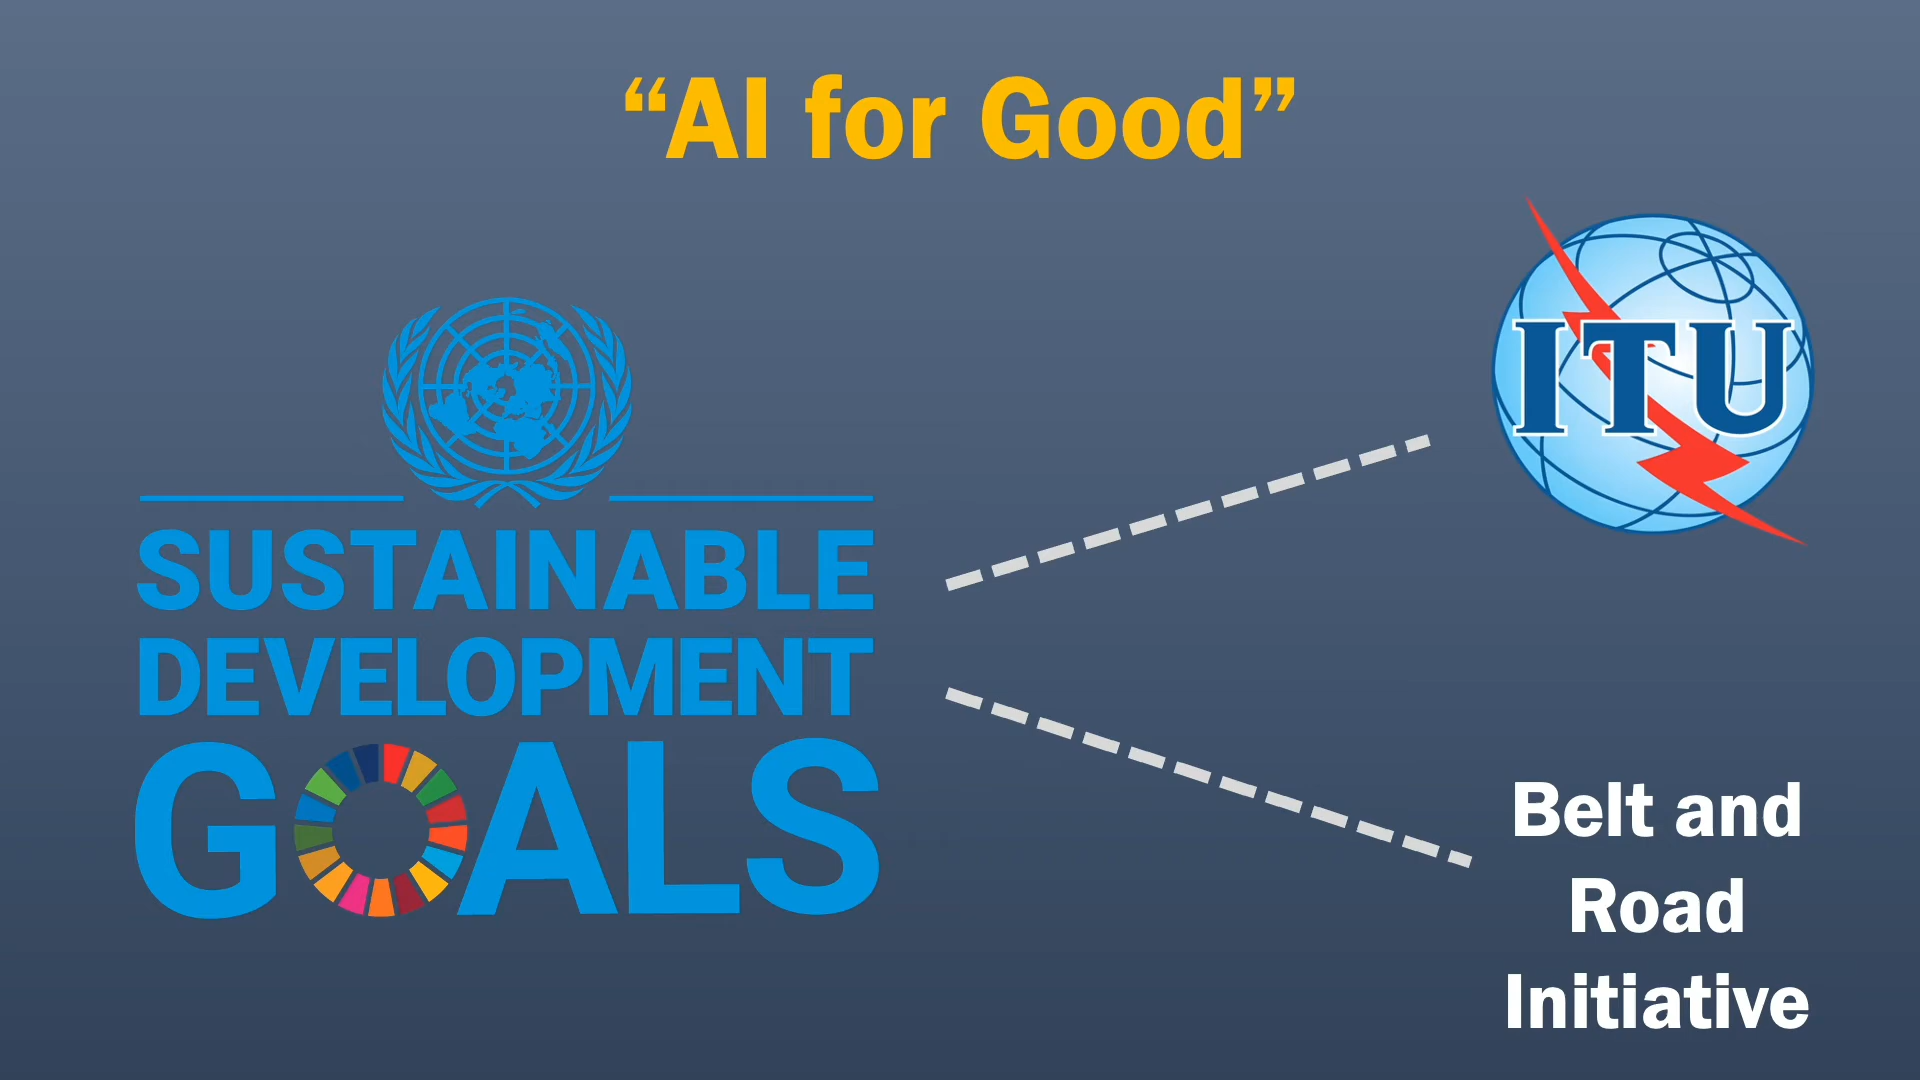 “AI for Good”
ITU
SUSTAINABLE
DEVELOPMENT
GOALS
Belt and
Road
Initiative